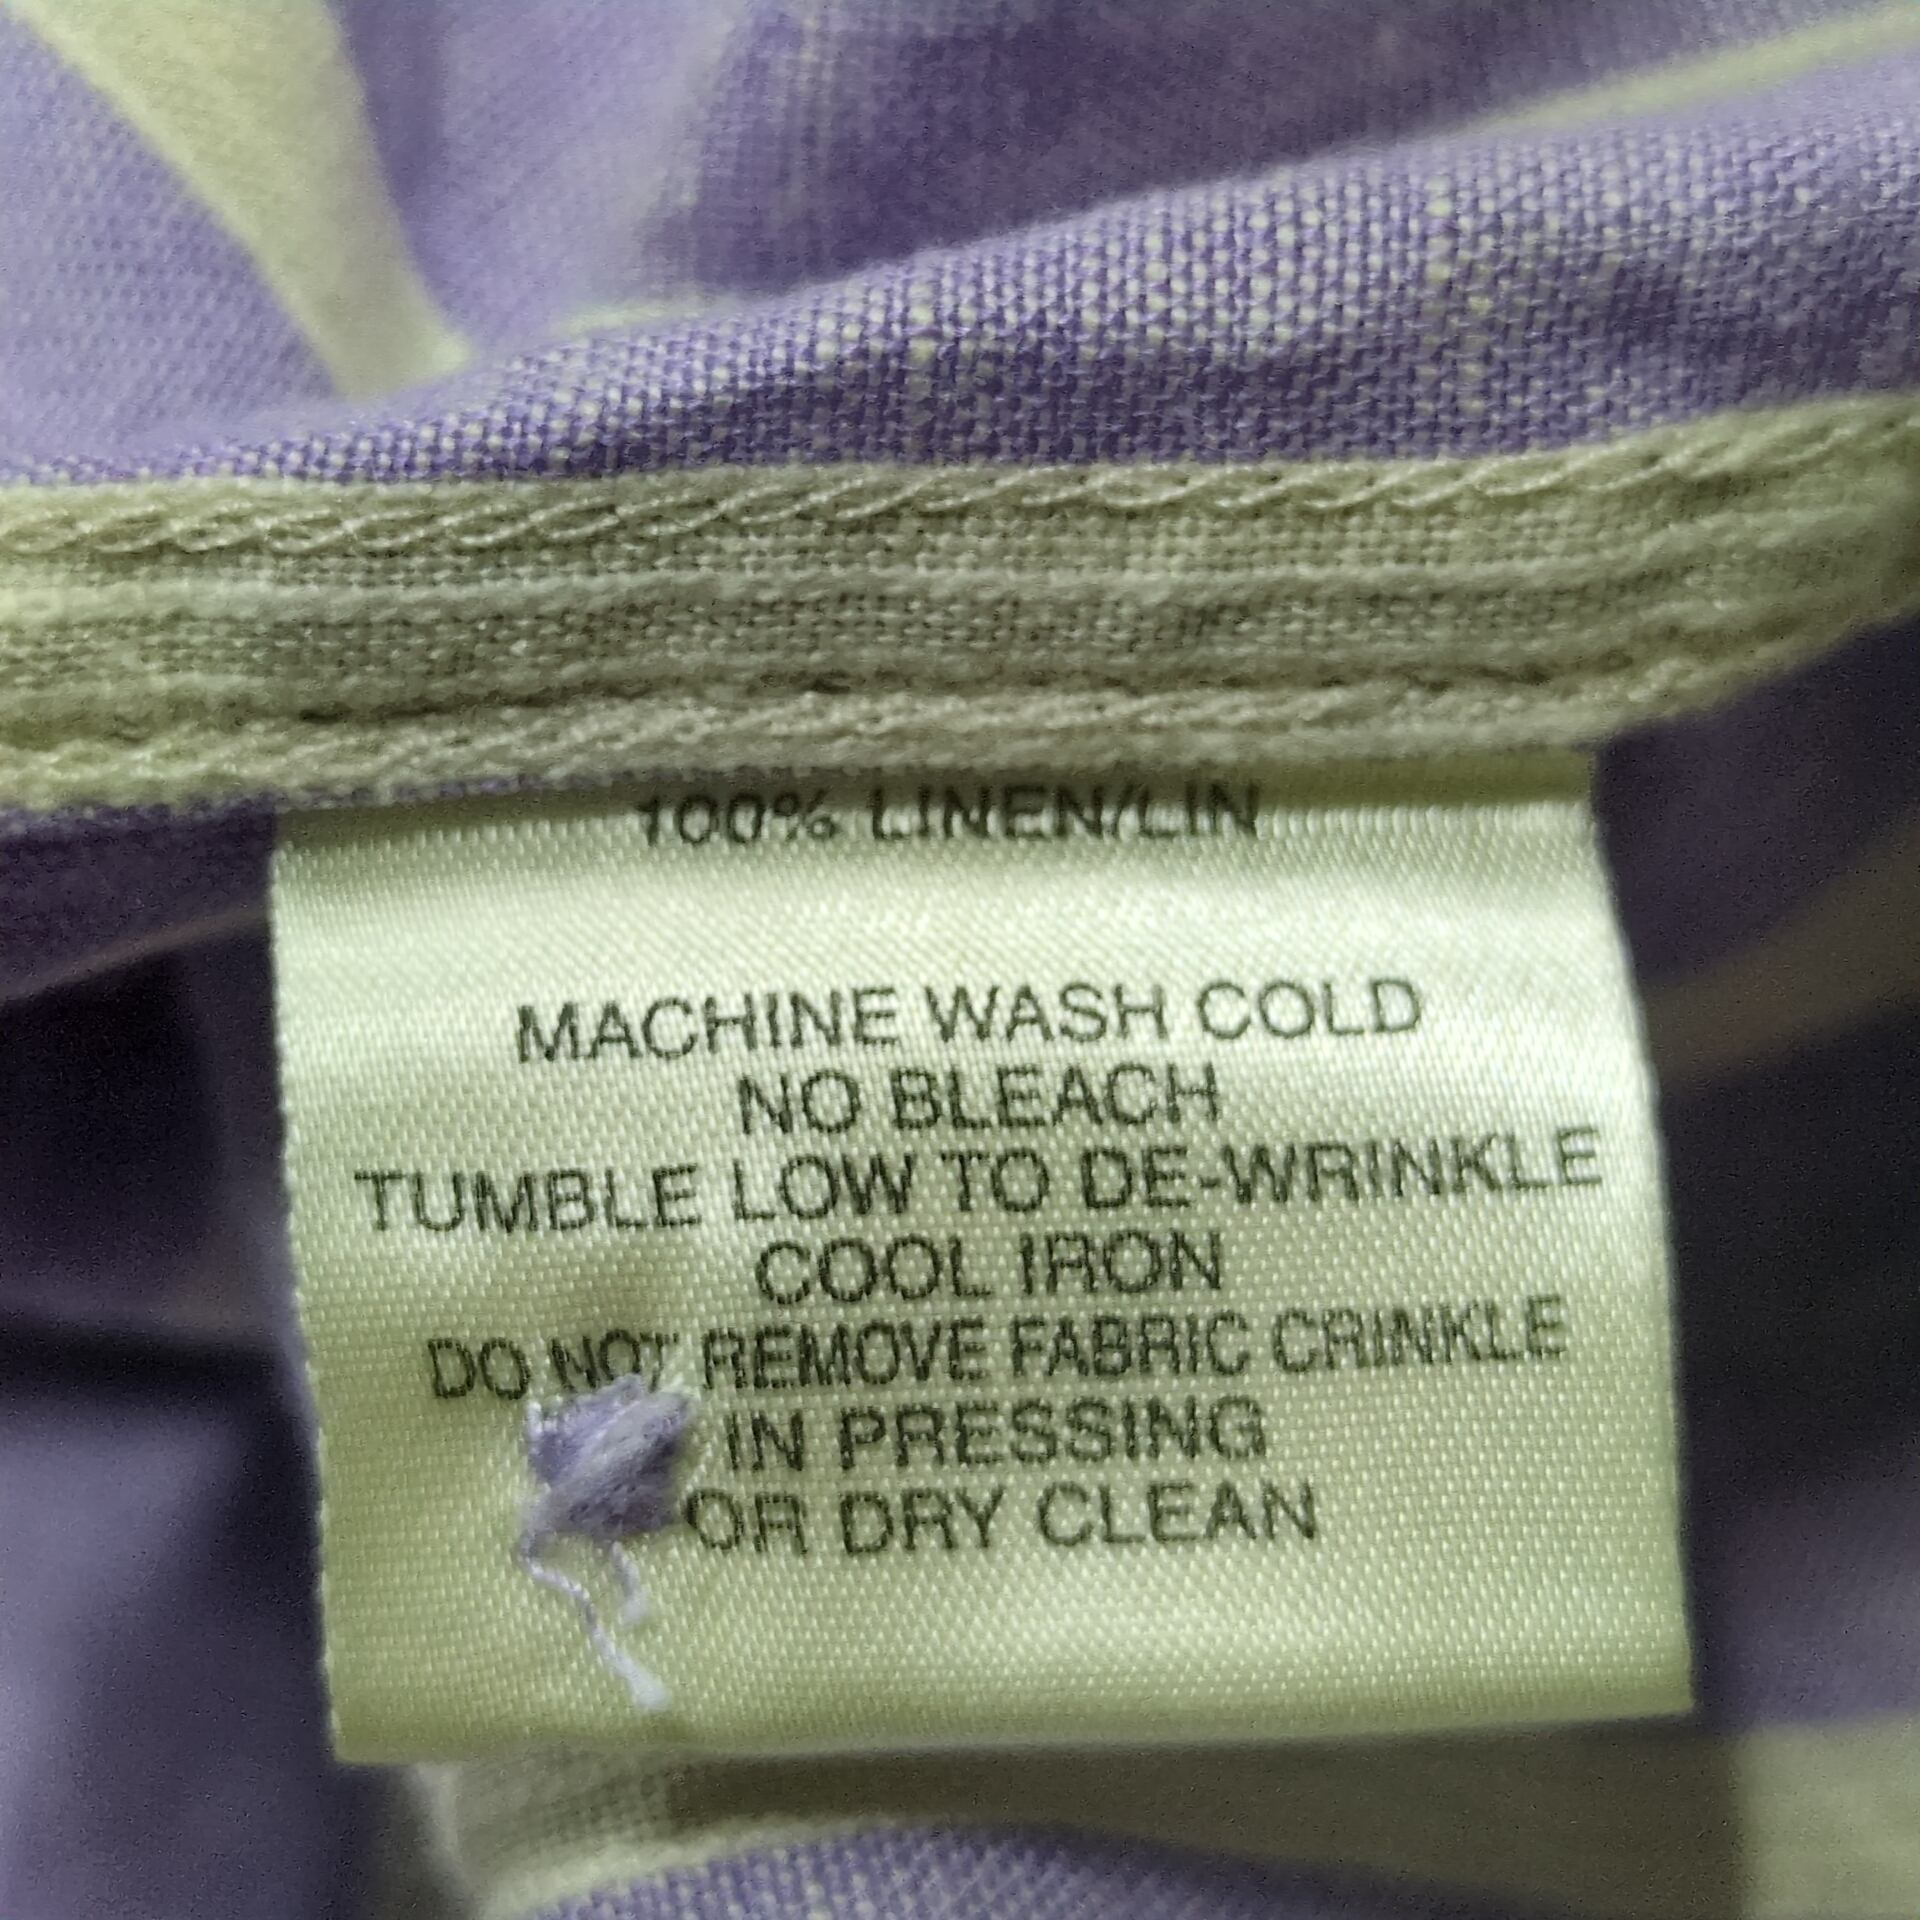 100% LINEN/LIN
MACHINE WASH COLD
NO BLEACH
TUMBLE LOW TO DE-WRINKLE
COOL IRON
DO NOT REMOVE FABRIC CRINKLE
IN PRESSING
OR DRY CLEAN